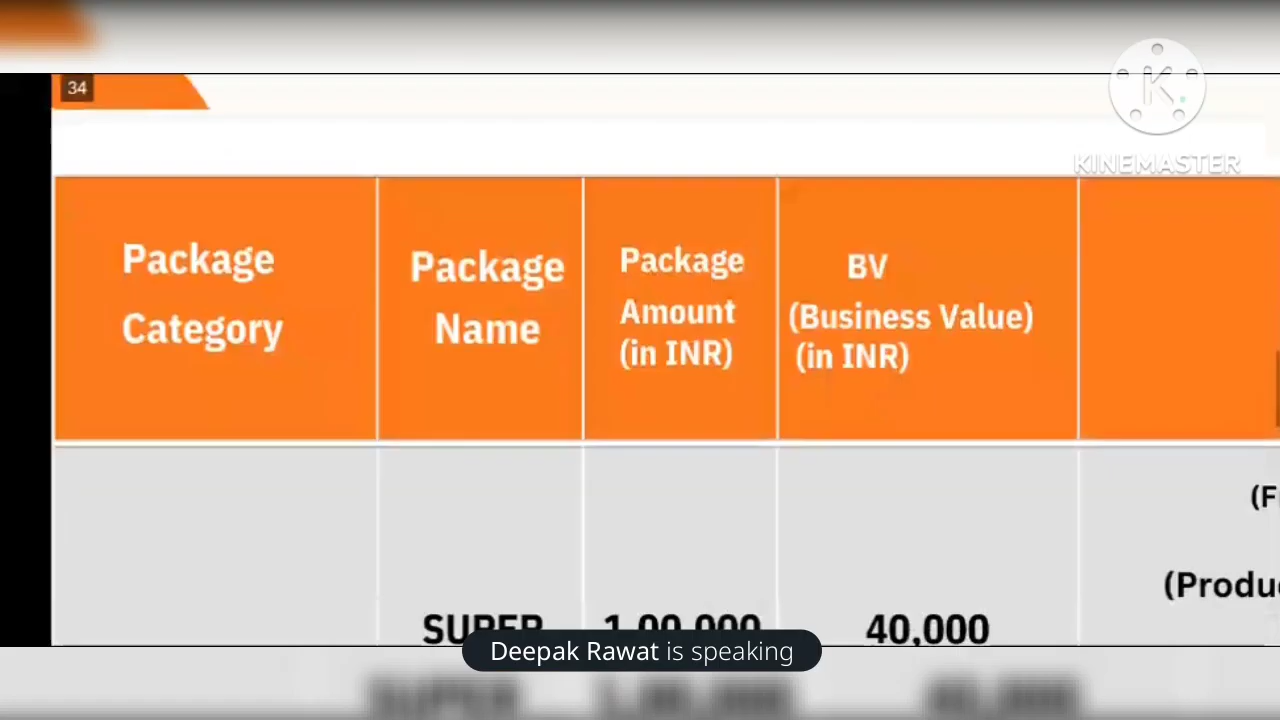 34
K
KINEMASTER
Package
Category
Package
Name
Package
Amount
(in INR)
BV
(Business Value)
(in INR)
(F
(Produ
SUPER 1,00,000 40,000
Deepak Rawat is speaking